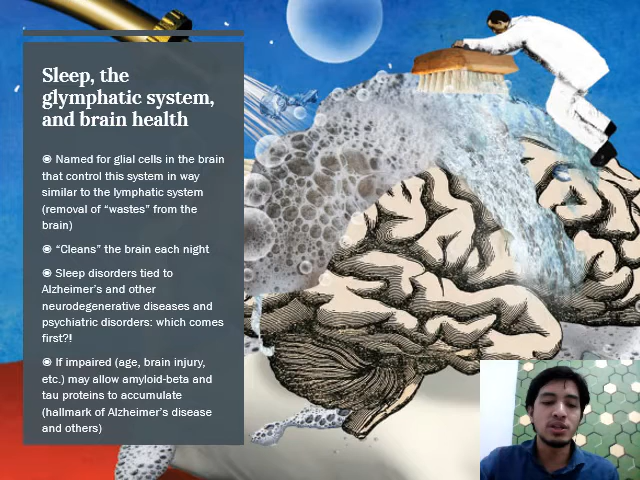 Sleep, the
glymphatic system,
and brain health
◉ Named for glial cells in the brain
that control this system in way
similar to the lymphatic system
(removal of “wastes” from the
brain)
◉ “Cleans” the brain each night
◉ Sleep disorders tied to
Alzheimer’s and other
neurodegenerative diseases and
psychiatric disorders: which comes
first?!
◉ If impaired (age, brain injury,
etc.) may allow amyloid-beta and
tau proteins to accumulate
(hallmark of Alzheimer’s disease
and others)